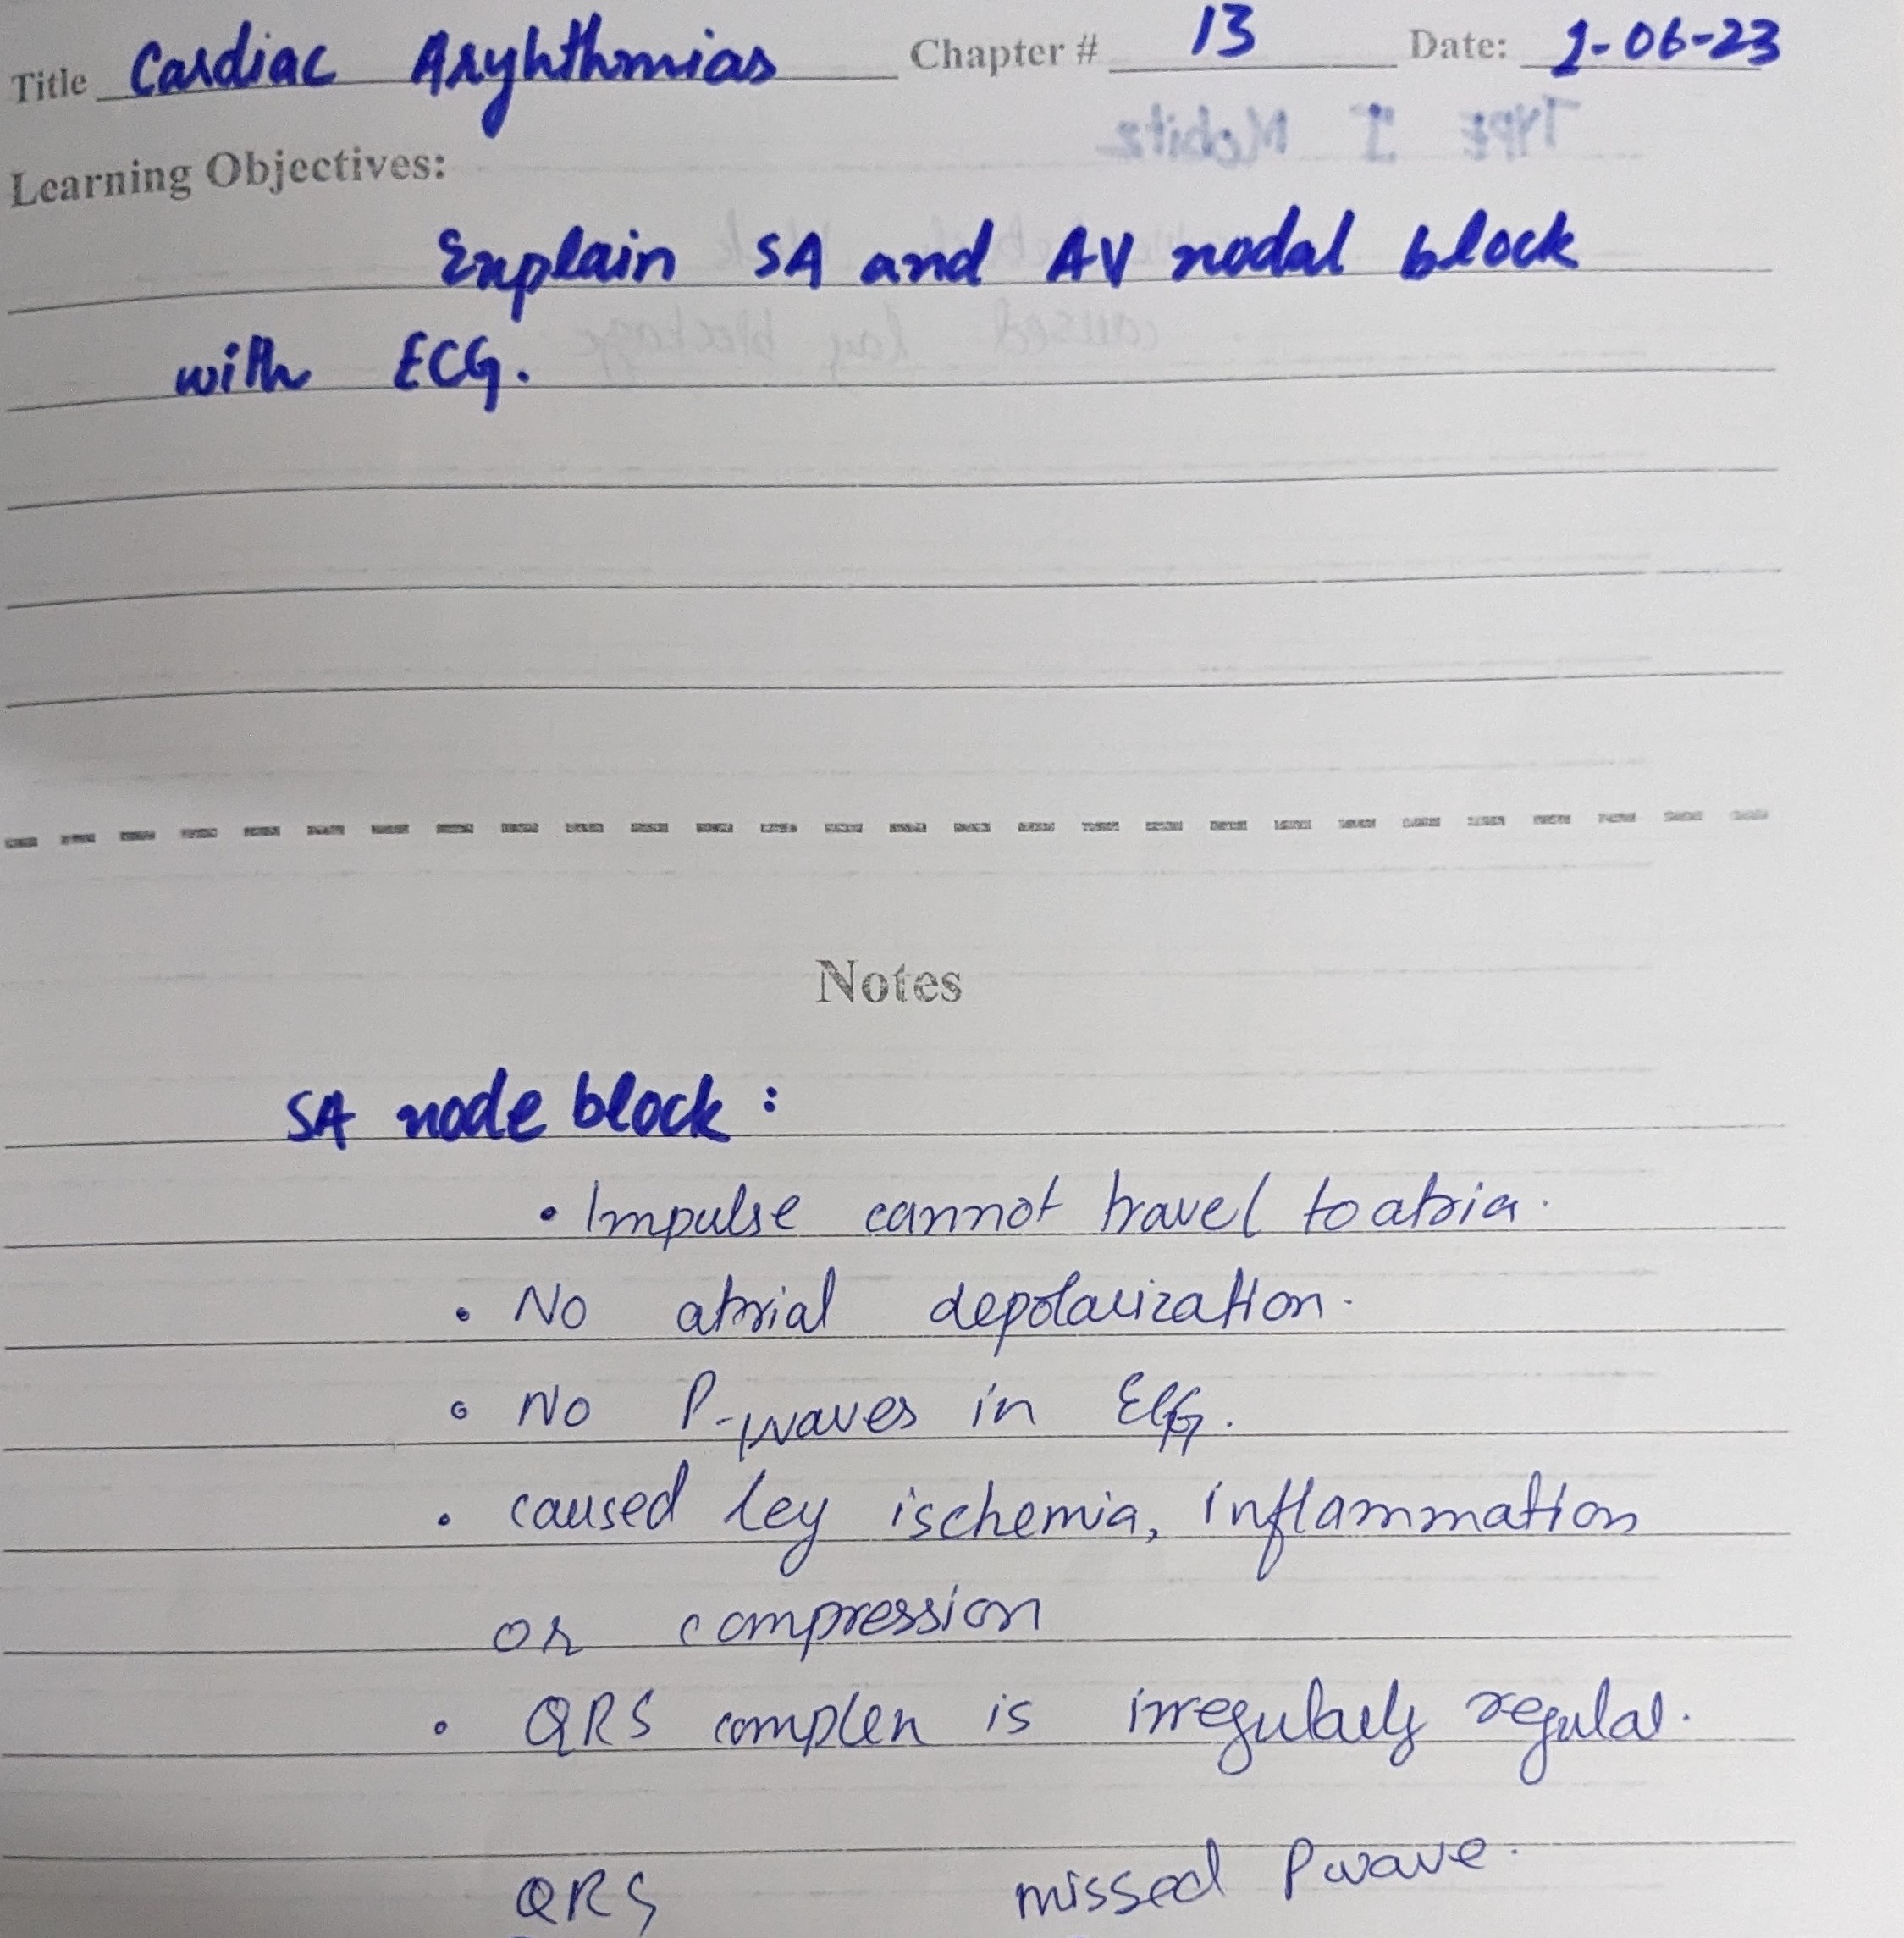 Title Cardiac Aryhthmias Chapter # 13 Date: 2-06-23
Learning Objectives:
Explain SA and AV nodal block
with ECG.
Notes
SA node block :
• Impulse cannot travel to atria.
• No atrial depolarization.
• No P-waves in ECG.
• caused by ischemia, inflammation
or compression
• QRS complex is irregularly regular.
QRS missed P wave.